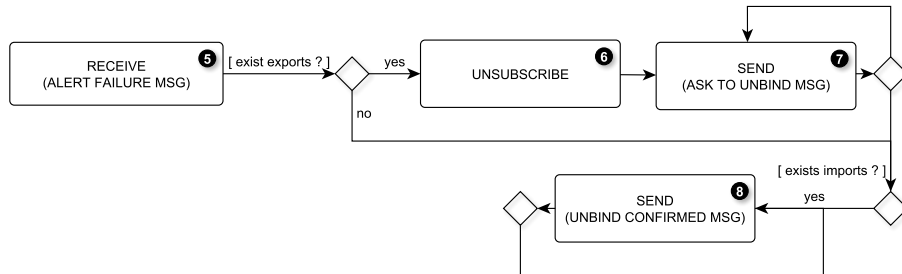 RECEIVE
(ALERT FAILURE MSG)
5
[ exist exports ? ]
yes
no
UNSUBSCRIBE
6
SEND
(ASK TO UNBIND MSG)
7
[ exists imports ? ]
yes
SEND
(UNBIND CONFIRMED MSG)
8